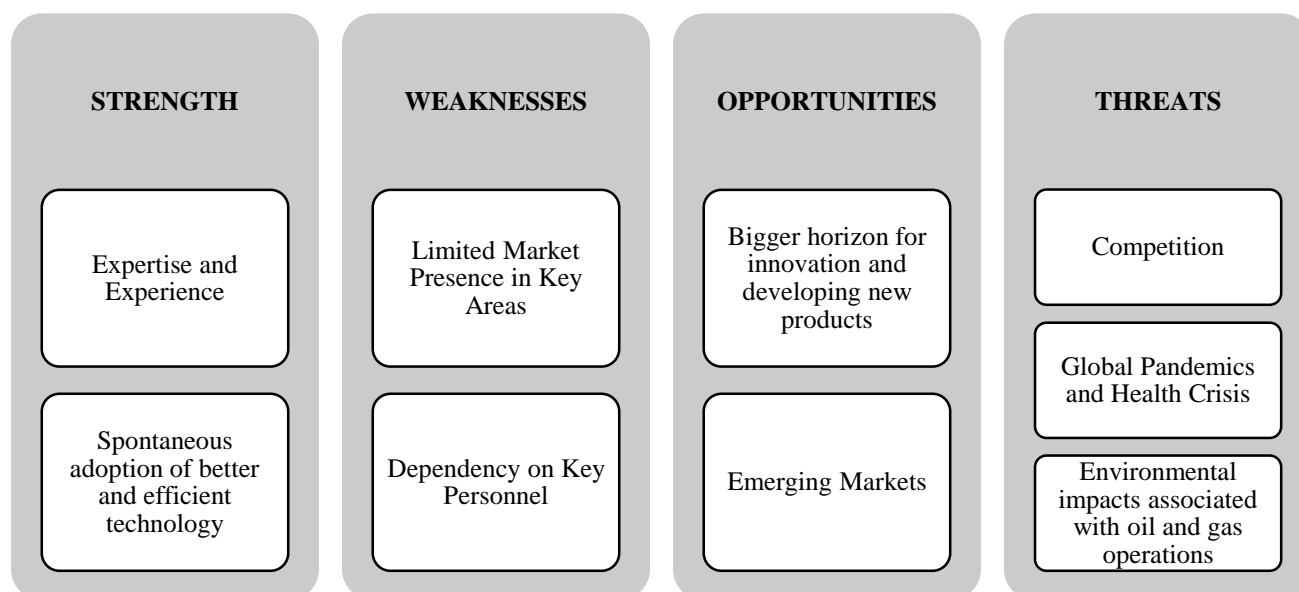 STRENGTH
Expertise and
Experience
Spontaneous
adoption of better
and efficient
technology
WEAKNESSES
Limited Market
Presence in Key
Areas
Dependency on Key
Personnel
OPPORTUNITIES
Bigger horizon for
innovation and
developing new
products
Emerging Markets
THREATS
Competition
Global Pandemics
and Health Crisis
Environmental
impacts associated
with oil and gas
operations